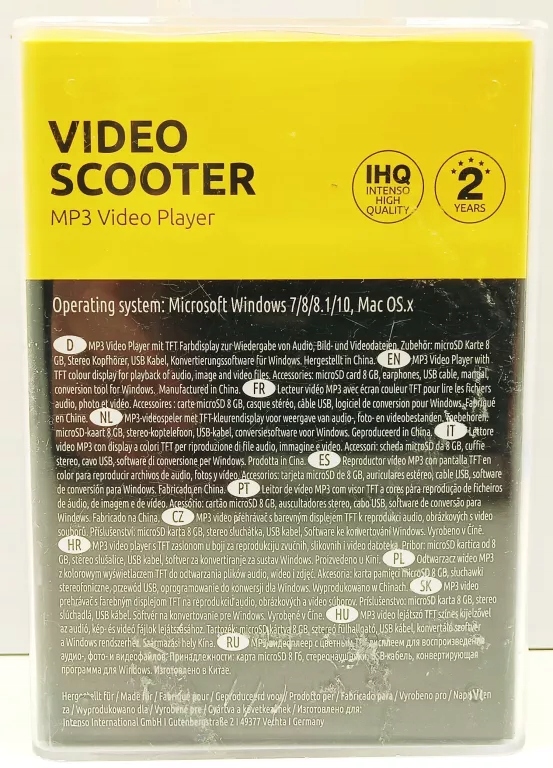 VIDEO
SCOOTER
MP3 Video Player
IHQ
INTENSO
HIGH
QUALITY
2
YEARS
Operating system: Microsoft Windows 7/8/8.1/10, Mac OS.x
D MP3 Video Player mit TFT Farbdisplay zur Wiedergabe von Audio, Bild- und Videodateien. Zubehör: microSD Karte 8
GB, Stereo Kopfhörer, USB Kabel, Konvertierungssoftware für Windows. Hergestellt in China. EN MP3 Video Player with
TFT colour display for playback of audio, image and video files. Accessories: microSD card 8 GB, earphones, USB cable, manual,
conversion tool for Windows. Manufactured in China. FR Lecteur vidéo MP3 avec écran couleur TFT pour lire les fichiers
audio, photo et vidéo. Accessoires : carte microSD 8 GB, casque stéréo, câble USB, logiciel de conversion pour Windows. Fabriqué
en China. NL MP3-videospeler met TFT-kleurendisplay voor weergave van audio-, foto- en videobestanden. Toebehoren:
microSD-kaart 8 GB, stereo-koptelefoon, USB-kabel, conversiesoftware voor Windows. Geproduceerd in China. IT Lettore
video MP3 con display a colori TFT per riproduzione di file audio, immagine e video. Accessori: scheda microSD da 8 GB, cuffie
stereo, cavo USB, software di conversione per Windows. Prodotta in Cina. ES Reproductor vídeo MP3 con pantalla TFT en
color para reproducir archivos de audio, fotos y vídeo. Accesorios: tarjeta microSD de 8 GB, auriculares estéreo, cable USB, software
de conversión para Windows. Fabricado en China. PT Leitor de vídeo MP3 com visor TFT a cores para reprodução de ficheiros
de áudio, de imagem e de vídeo. Acessórios: cartão microSD 8 GB, auscultadores stereo, cabo USB, software de conversão para
Windows. Fabricado na China. CZ MP3 video přehrávač s barevným displejem TFT k reprodukci audio, obrázkových s video
souborů. Příslušenství: microSD karta 8 GB, stereo sluchátka, USB kabel, Software ke konvertování Windows. Vyrobeno v Číně.
HR MP3 video player s TFT zaslonom u boji za reprodukciju zvučnih, slikovnih i video datoteka. Pribor: microSD kartica od 8
GB, stereo slušalice, USB kabel, softver za konvertiranje za sustav Windows. Proizvedeno u Kini. PL Odtwarzacz wideo MP3
z kolorowym wyświetlaczem TFT do odtwarzania plików audio, wideo i zdjęć. Akcesoria: karta pamięci microSD 8 GB, słuchawki
stereofoniczne, przewód USB, oprogramowanie do konwersji dla Windows. Wyprodukowano w Chinach. SK MP3 video
prehrávač s farebným displejom TFT na reprodukciu audio, obrázkových a video súborov. Príslušenstvo: microSD karta 8 GB, stereo
slúchadlá, USB kábel, Softvér na konvertovanie pre Windows. Vyrobené v Číne. HU MP3 video lejátszó TFT színes kijelzővel
az audió, kép- és videó fájlok lejátszásához. Tartozék: microSD kártya 8 GB, sztereó fülhallgató, USB kábel, konvertáló szoftver
a Windows rendszerhez. Származási hely Kína. RU MP3 видеоплеер с цветным TFT дисплеем для воспроизведения
аудио-, фото- и видеофайлов. Принадлежности: карта microSD 8 Гб, стереонаушники, USB-кабель, конвертирующая
программа для Windows. Изготовлено в Китае.
Hergestellt für / Made for / Fabriqué pour / Geproduceerd voor / Prodotto per / Fabricado para / Vyrobeno pro /
za / Wyprodukowano dla / Vyrobené pre / Gyártva a következőnek / Изготовлено для:
Intenso International GmbH I Gutenbergstraße 2 I 49377 Vechta I Germany